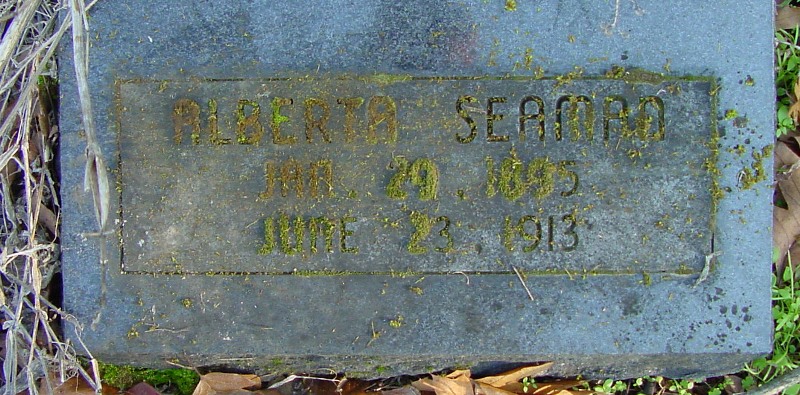 ALBERTA SEAMAN
JAN. 29, 1895
JUNE 23, 1913